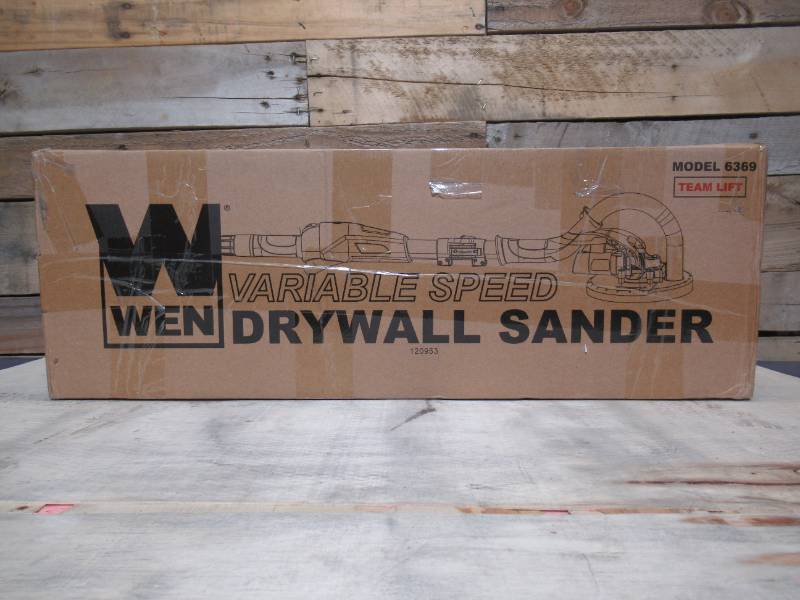 MODEL 6369
TEAM LIFT
W®
WEN
VARIABLE SPEED
DRYWALL SANDER
120953